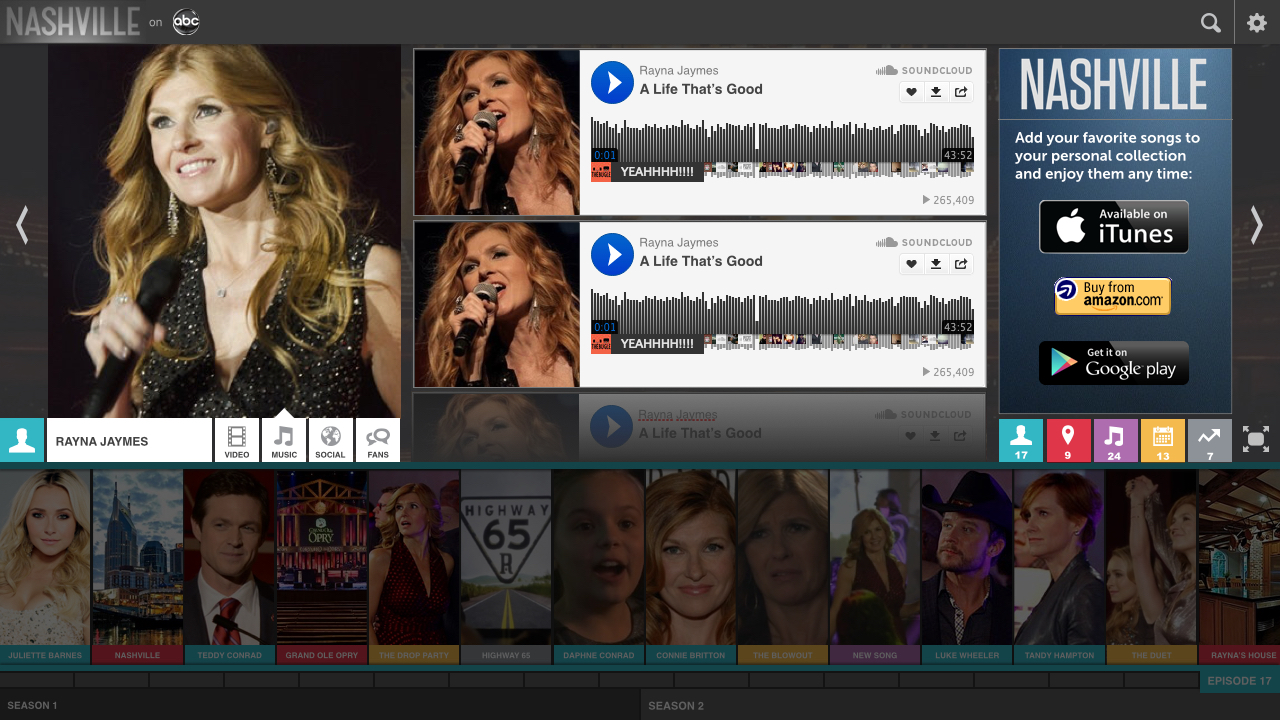 NASHVILLE on abc
Rayna Jaymes
A Life That's Good
SOUNDCLOUD
0:01
43:52
YEAHHHH!!!!
265,409
Rayna Jaymes
A Life That's Good
SOUNDCLOUD
0:01
43:52
YEAHHHH!!!!
265,409
Rayna Jaymes
A Life That's Good
SOUNDCLOUD
NASHVILLE
Add your favorite songs to
your personal collection
and enjoy them any time:
Available on
iTunes
Buy from
amazon.com
Get it on
Google play
RAYNA JAYMES
VIDEO
MUSIC
SOCIAL
FANS
17
9
24
13
7
HIGHWAY
65
R
OPRY
JULIETTE BARNES
NASHVILLE
TEDDY CONRAD
GRAND OLE OPRY
THE DROP PARTY
HIGHWAY 65
DAPHNE CONRAD
CONNIE BRITTON
THE BLOWOUT
NEW SONG
LUKE WHEELER
TANDY HAMPTON
THE DUET
RAYNA'S HOUSE
EPISODE 17
SEASON 1
SEASON 2